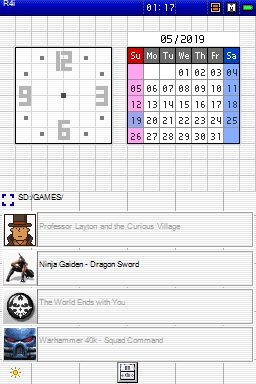 R4i
01:17
M
05/2019
12
9
3
6
Su Mo Tu We Th Fr Sa
01 02 03 04
05 06 07 08 09 10 11
12 13 14 15 16 17 18
19 20 21 22 23 24 25
26 27 28 29 30 31
SD:/GAMES/
Professor Layton and the Curious Village
Ninja Gaiden - Dragon Sword
The World Ends with You
Warhammer 40k - Squad Command